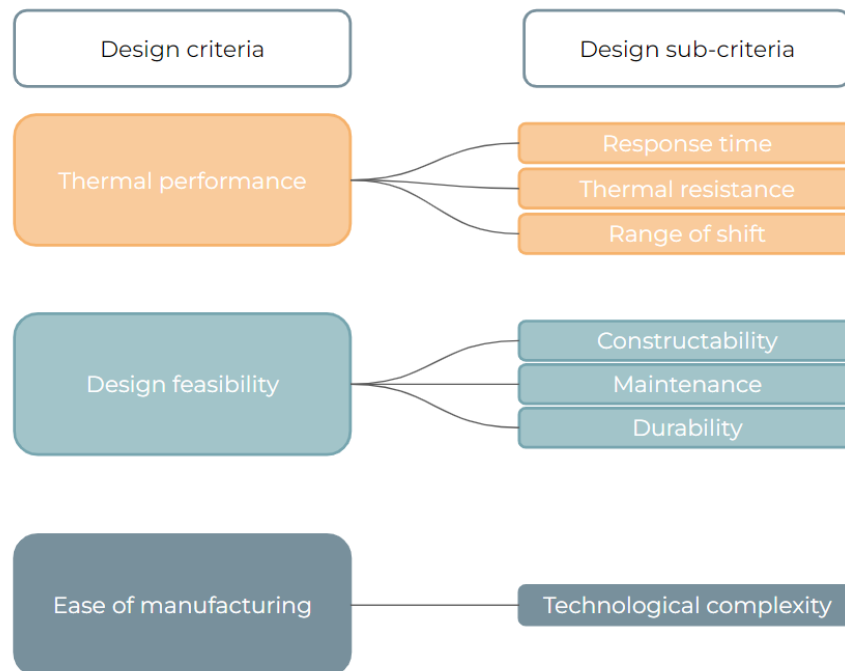 Design criteria
Design sub-criteria
Thermal performance
Response time
Thermal resistance
Range of shift
Design feasibility
Constructability
Maintenance
Durability
Ease of manufacturing
Technological complexity